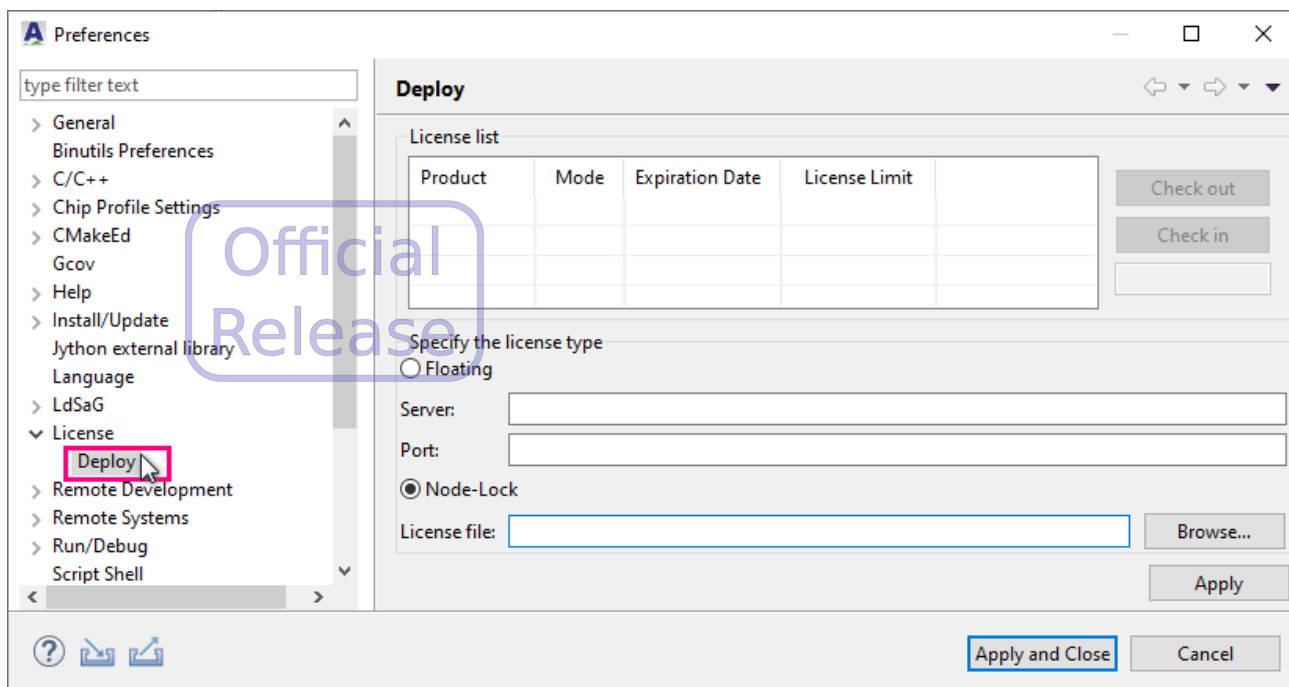 Preferences
type filter text
General
Binutils Preferences
C/C++
Chip Profile Settings
CMakeEd
Gcov
Help
Install/Update
Jython external library
Language
LdSaG
License
Deploy
Remote Development
Remote Systems
Run/Debug
Script Shell
Official
Release
Deploy
License list
Product Mode Expiration Date License Limit
Check out
Check in
Specify the license type
Floating
Server:
Port:
Node-Lock
License file:
Browse...
Apply
Apply and Close
Cancel